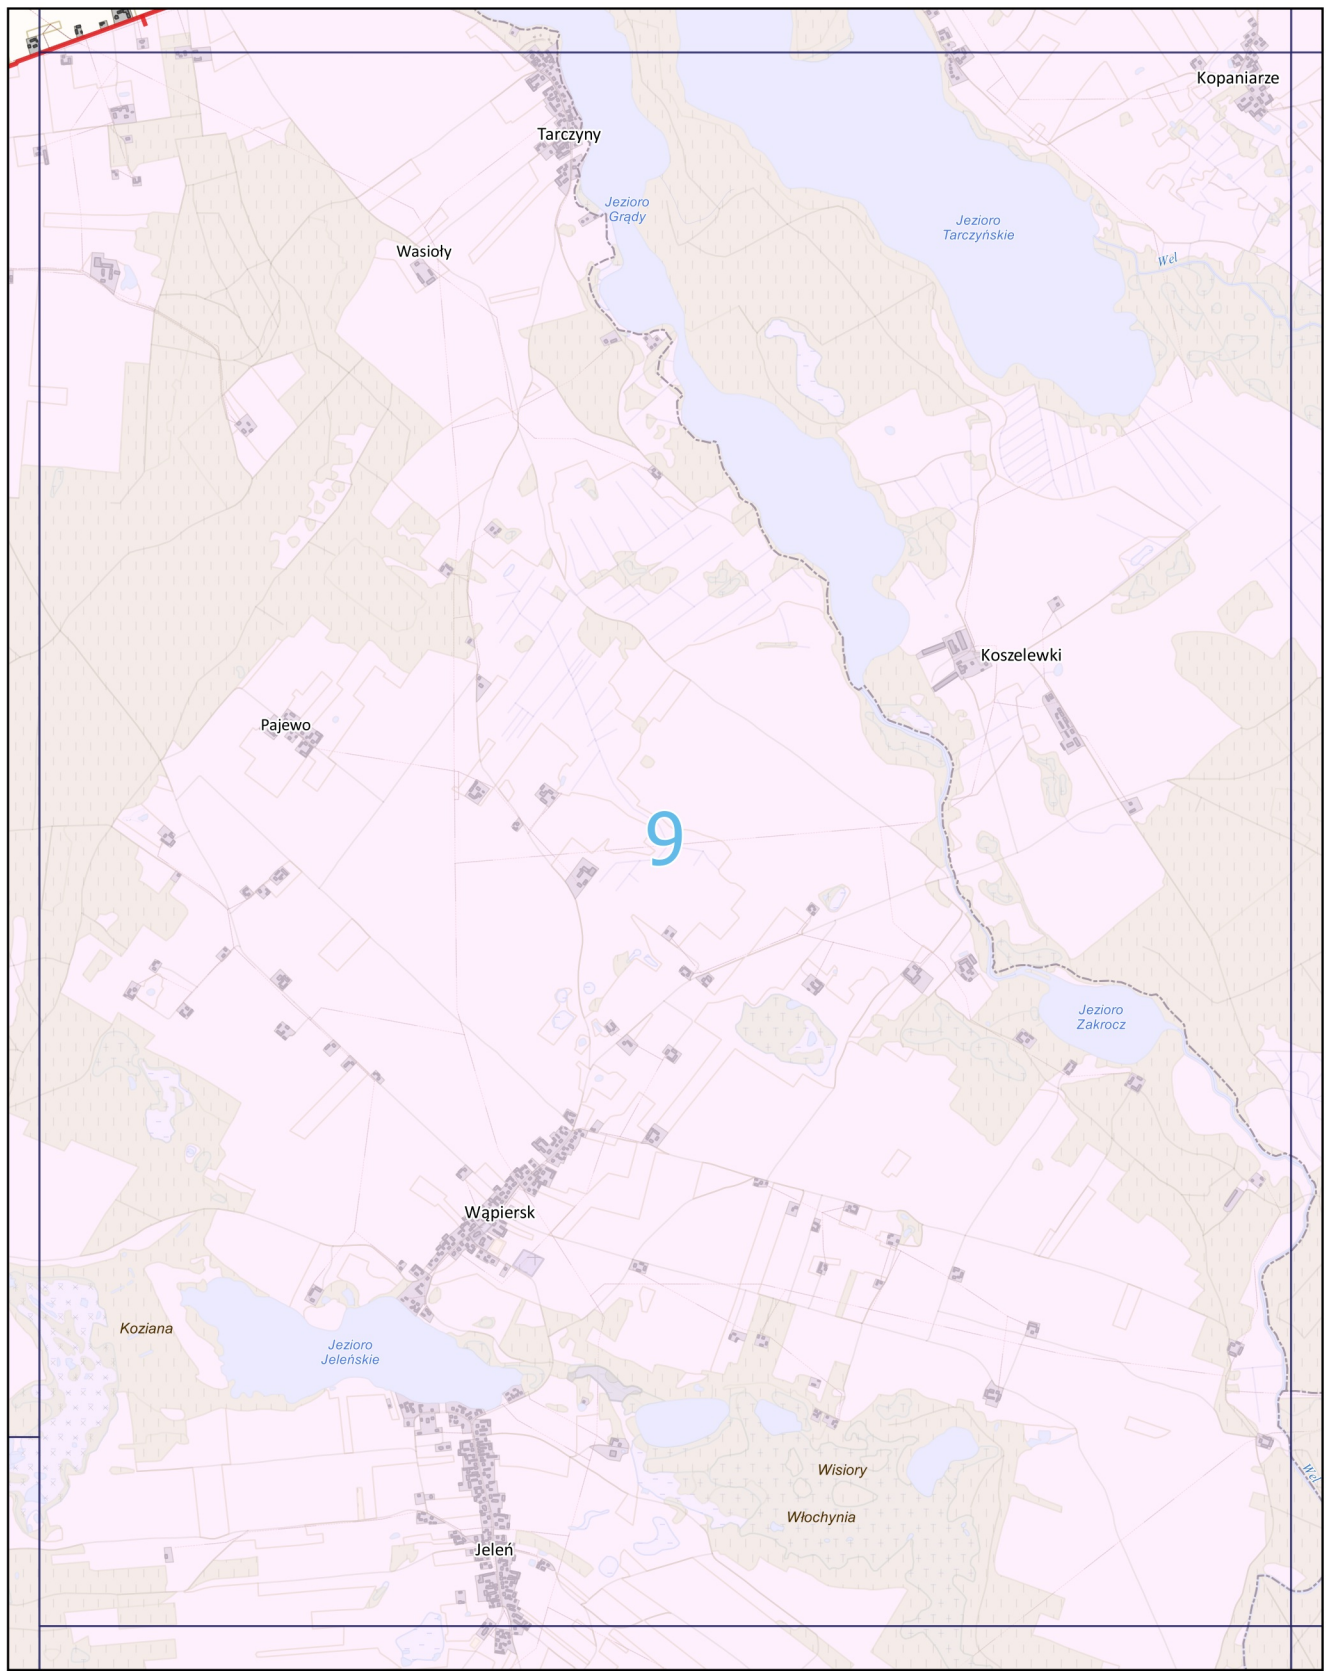 Kopaniarze
Tarczyny
Jezioro
Grądy
Jezioro
Tarczyńskie
Wasioły
Wel
Koszelewki
Pajewo
9
Jezioro
Zakrocz
Wąpiersk
Koziana
Jezioro
Jeleńskie
Wisiory
Wel
Włochynia
Jeleń